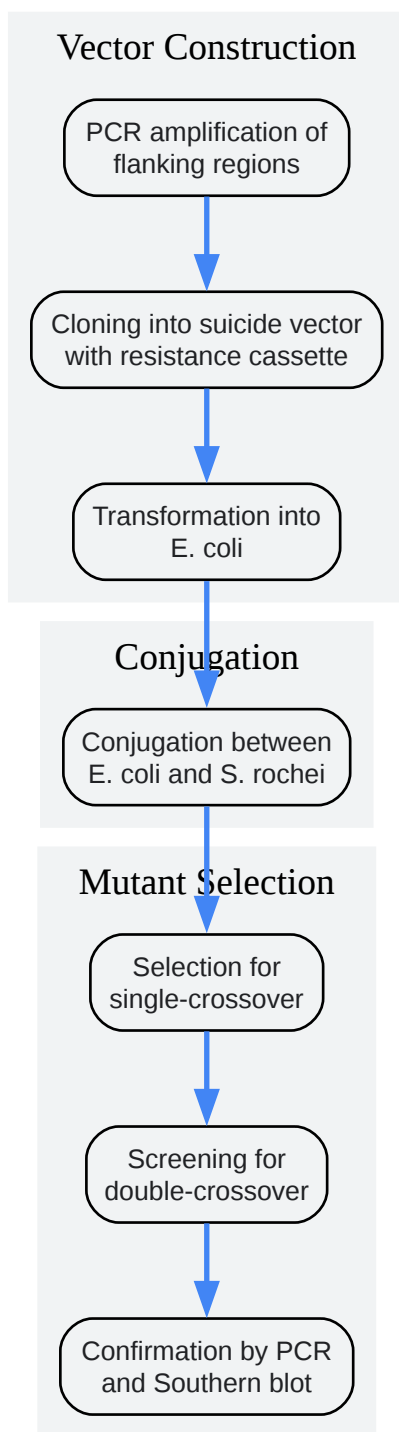 Vector Construction
PCR amplification of
flanking regions
Cloning into suicide vector
with resistance cassette
Transformation into
E. coli
Conjugation
Conjugation between
E. coli and S. rochei
Mutant Selection
Selection for
single-crossover
Screening for
double-crossover
Confirmation by PCR
and Southern blot